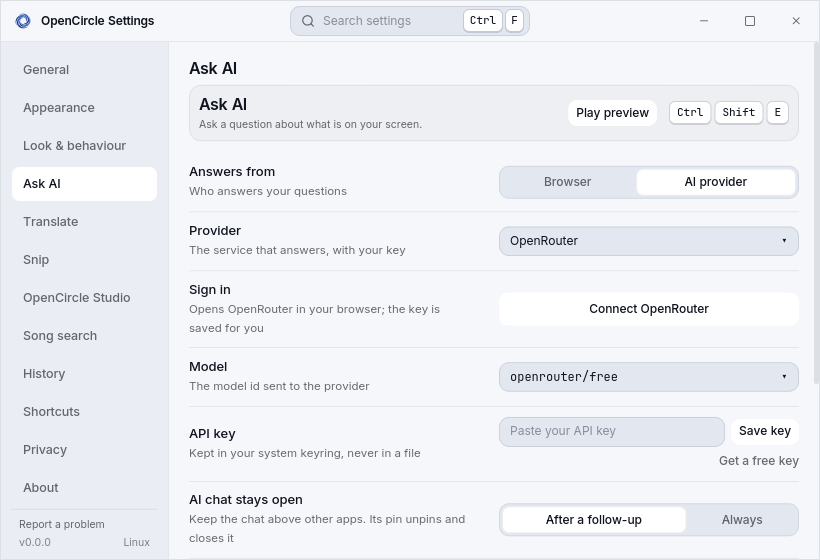 OpenCircle Settings
Search settings
Ctrl F
General
Appearance
Look & behaviour
Ask AI
Translate
Snip
OpenCircle Studio
Song search
History
Shortcuts
Privacy
About
Report a problem
v0.0.0 Linux
Ask AI
Ask AI
Ask a question about what is on your screen.
Play preview
Ctrl Shift E
Answers from
Who answers your questions
Browser AI provider
Provider
The service that answers, with your key
OpenRouter
Sign in
Opens OpenRouter in your browser; the key is
saved for you
Connect OpenRouter
Model
The model id sent to the provider
openrouter/free
API key
Kept in your system keyring, never in a file
Paste your API key
Save key
Get a free key
AI chat stays open
Keep the chat above other apps. Its pin unpins and
closes it
After a follow-up Always